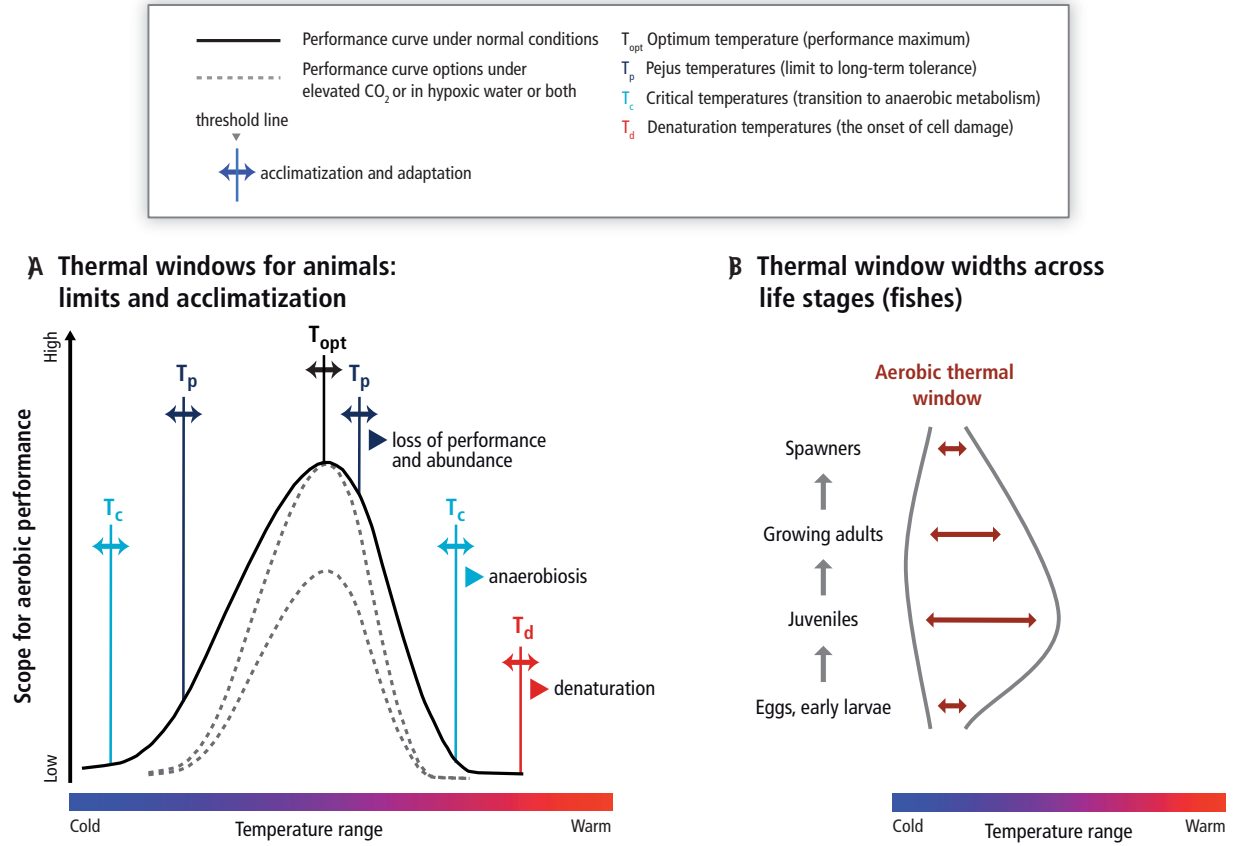 Performance curve under normal conditions
Performance curve options under
elevated CO2 or in hypoxic water or both
threshold line
acclimatization and adaptation
Topt Optimum temperature (performance maximum)
Tp Pejus temperatures (limit to long-term tolerance)
Tc Critical temperatures (transition to anaerobic metabolism)
Td Denaturation temperatures (the onset of cell damage)
A Thermal windows for animals:
limits and acclimatization
High
Low
Scope for aerobic performance
Topt
Tp
Tp
loss of performance
and abundance
Tc
Tc
anaerobiosis
Td
denaturation
Cold
Temperature range
Warm
B Thermal window widths across
life stages (fishes)
Aerobic thermal
window
Spawners
Growing adults
Juveniles
Eggs, early larvae
Cold
Temperature range
Warm